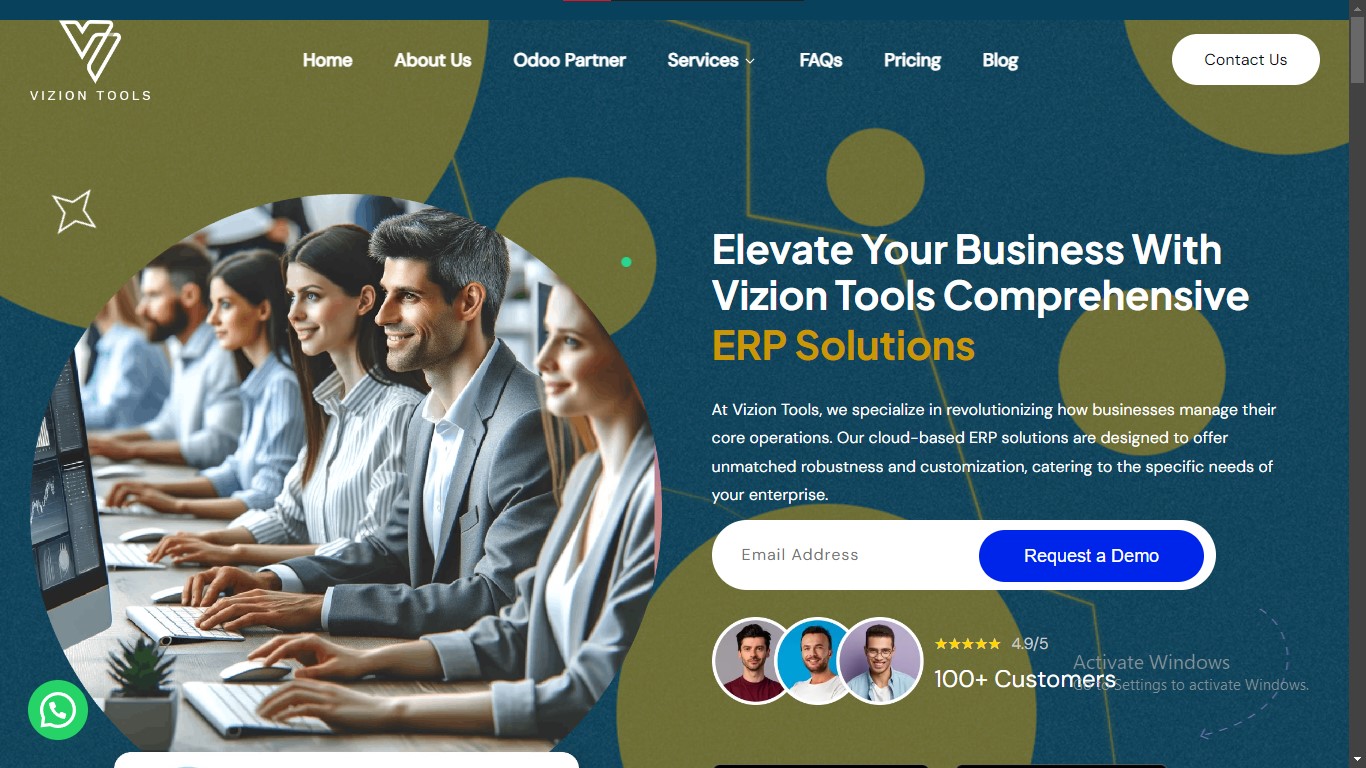 VIZION TOOLS
Home
About Us
Odoo Partner
Services
FAQs
Pricing
Blog
Contact Us
Elevate Your Business With
Vizion Tools Comprehensive
ERP Solutions
At Vizion Tools, we specialize in revolutionizing how businesses manage their
core operations. Our cloud-based ERP solutions are designed to offer
unmatched robustness and customization, catering to the specific needs of
your enterprise.
Email Address
Request a Demo
4.9/5
100+ Customers
Activate Windows
Go to Settings to activate Windows.